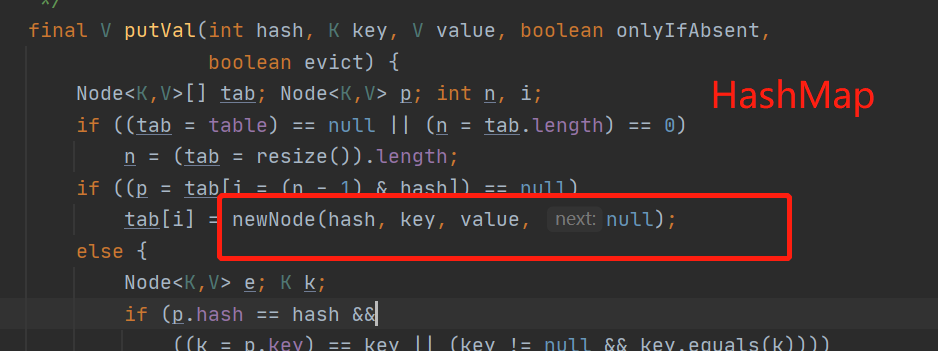 */
final V putVal(int hash, K key, V value, boolean onlyIfAbsent,
boolean evict) {
HashMap
Node<K,V>[] tab; Node<K,V> p; int n, i;
if ((tab = table) == null || (n = tab.length) == 0)
n = (tab = resize()).length;
if ((p = tab[i = (n - 1) & hash]) == null)
tab[i] = newNode(hash, key, value, next: null);
else {
Node<K,V> e; K k;
if (p.hash == hash &&
((k = p.key) == key || (key != null && key.equals(k))))